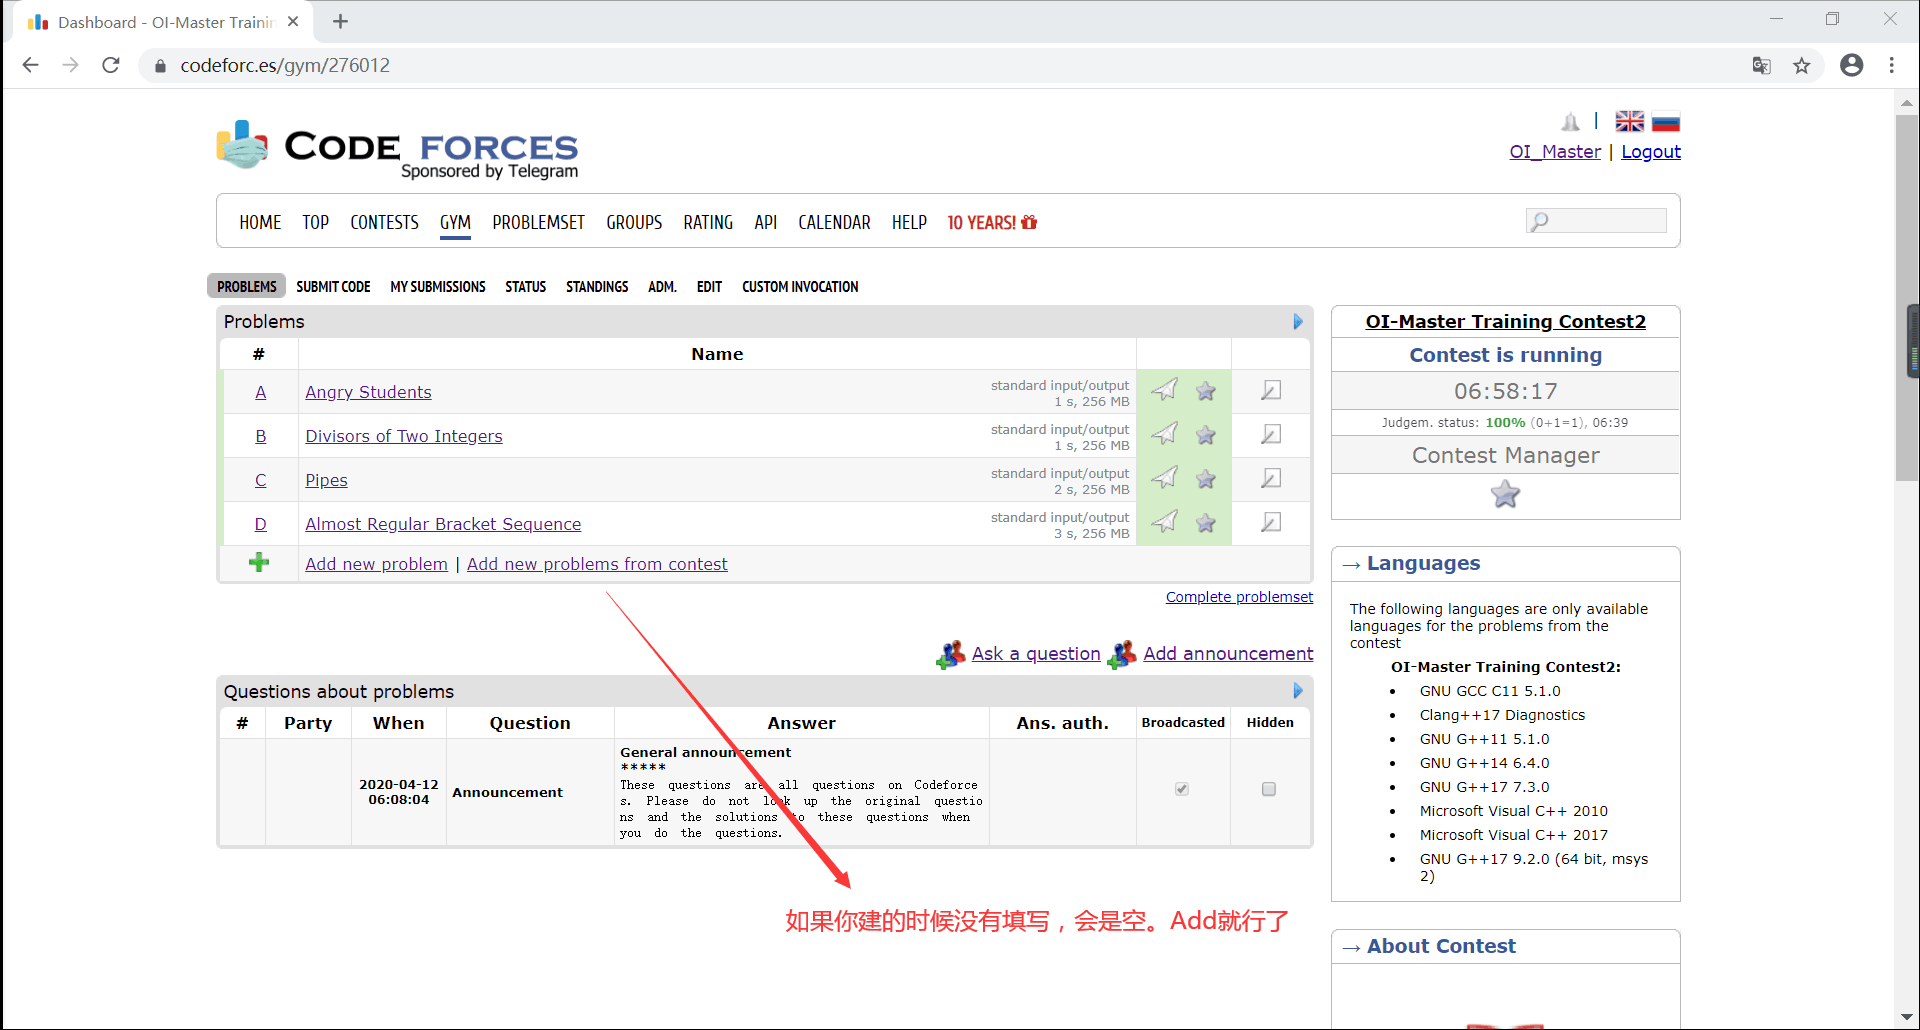 Dashboard - OI-Master Trainin
codeforc.es/gym/276012
CODE FORCES
Sponsored by Telegram
OI_Master | Logout
HOME TOP CONTESTS GYM PROBLEMSET GROUPS RATING API CALENDAR HELP 10 YEARS!
PROBLEMS SUBMIT CODE MY SUBMISSIONS STATUS STANDINGS ADM. EDIT CUSTOM INVOCATION
Problems
# Name
A Angry Students standard input/output
1 s, 256 MB
B Divisors of Two Integers standard input/output
1 s, 256 MB
C Pipes standard input/output
2 s, 256 MB
D Almost Regular Bracket Sequence standard input/output
3 s, 256 MB
Add new problem | Add new problems from contest
Complete problemset
Ask a question Add announcement
Questions about problems
# Party When Question Answer Ans. auth. Broadcasted Hidden
2020-04-12
06:08:04
Announcement
General announcement
*****
These questions are all questions on Codeforce
s. Please do not look up the original questio
ns and the solutions to these questions when
you do the questions.
如果你建的时候没有填写，会是空。Add就行了
OI-Master Training Contest2
Contest is running
06:58:17
Judgem. status: 100% (0+1=1), 06:39
Contest Manager
→ Languages
The following languages are only available
languages for the problems from the
contest
OI-Master Training Contest2:
• GNU GCC C11 5.1.0
• Clang++17 Diagnostics
• GNU G++11 5.1.0
• GNU G++14 6.4.0
• GNU G++17 7.3.0
• Microsoft Visual C++ 2010
• Microsoft Visual C++ 2017
• GNU G++17 9.2.0 (64 bit, msys
2)
→ About Contest